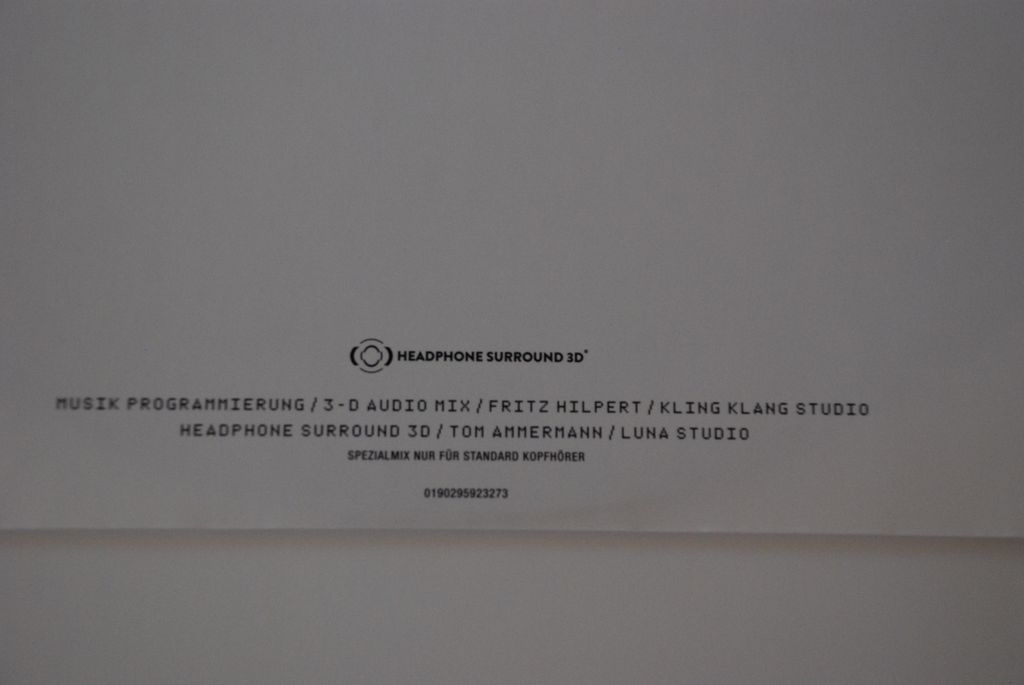 HEADPHONE SURROUND 3D®
MUSIK PROGRAMMIERUNG / 3-D AUDIO MIX / FRITZ HILPERT / KLING KLANG STUDIO
HEADPHONE SURROUND 3D / TOM AMMERMANN / LUNA STUDIO
SPEZIALMIX NUR FÜR STANDARD KOPFHÖRER
0190295923273